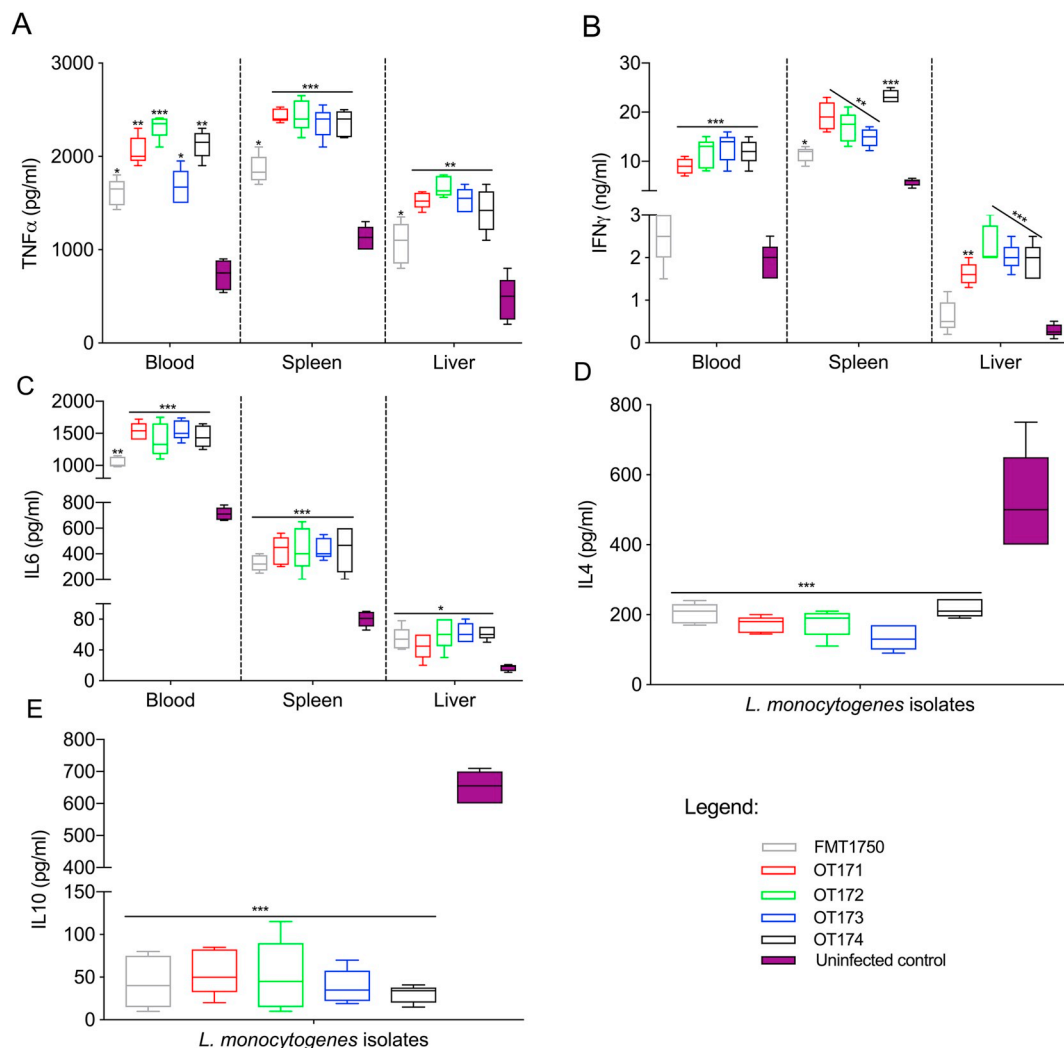 A
3000
2000
1000
0
TNFα (pg/ml)
*
**
***
*
**
*
***
*
**
Blood
Spleen
Liver
B
30
20
10
3
2
1
0
IFNγ (ng/ml)
***
*
**
***
**
***
Blood
Spleen
Liver
C
2000
1500
1000
800
600
400
200
80
40
0
IL6 (pg/ml)
**
***
***
*
Blood
Spleen
Liver
D
800
600
400
200
0
IL4 (pg/ml)
***
L. monocytogenes isolates
E
800
700
600
500
400
150
100
50
0
IL10 (pg/ml)
***
L. monocytogenes isolates
Legend:
FMT1750
OT171
OT172
OT173
OT174
Uninfected control